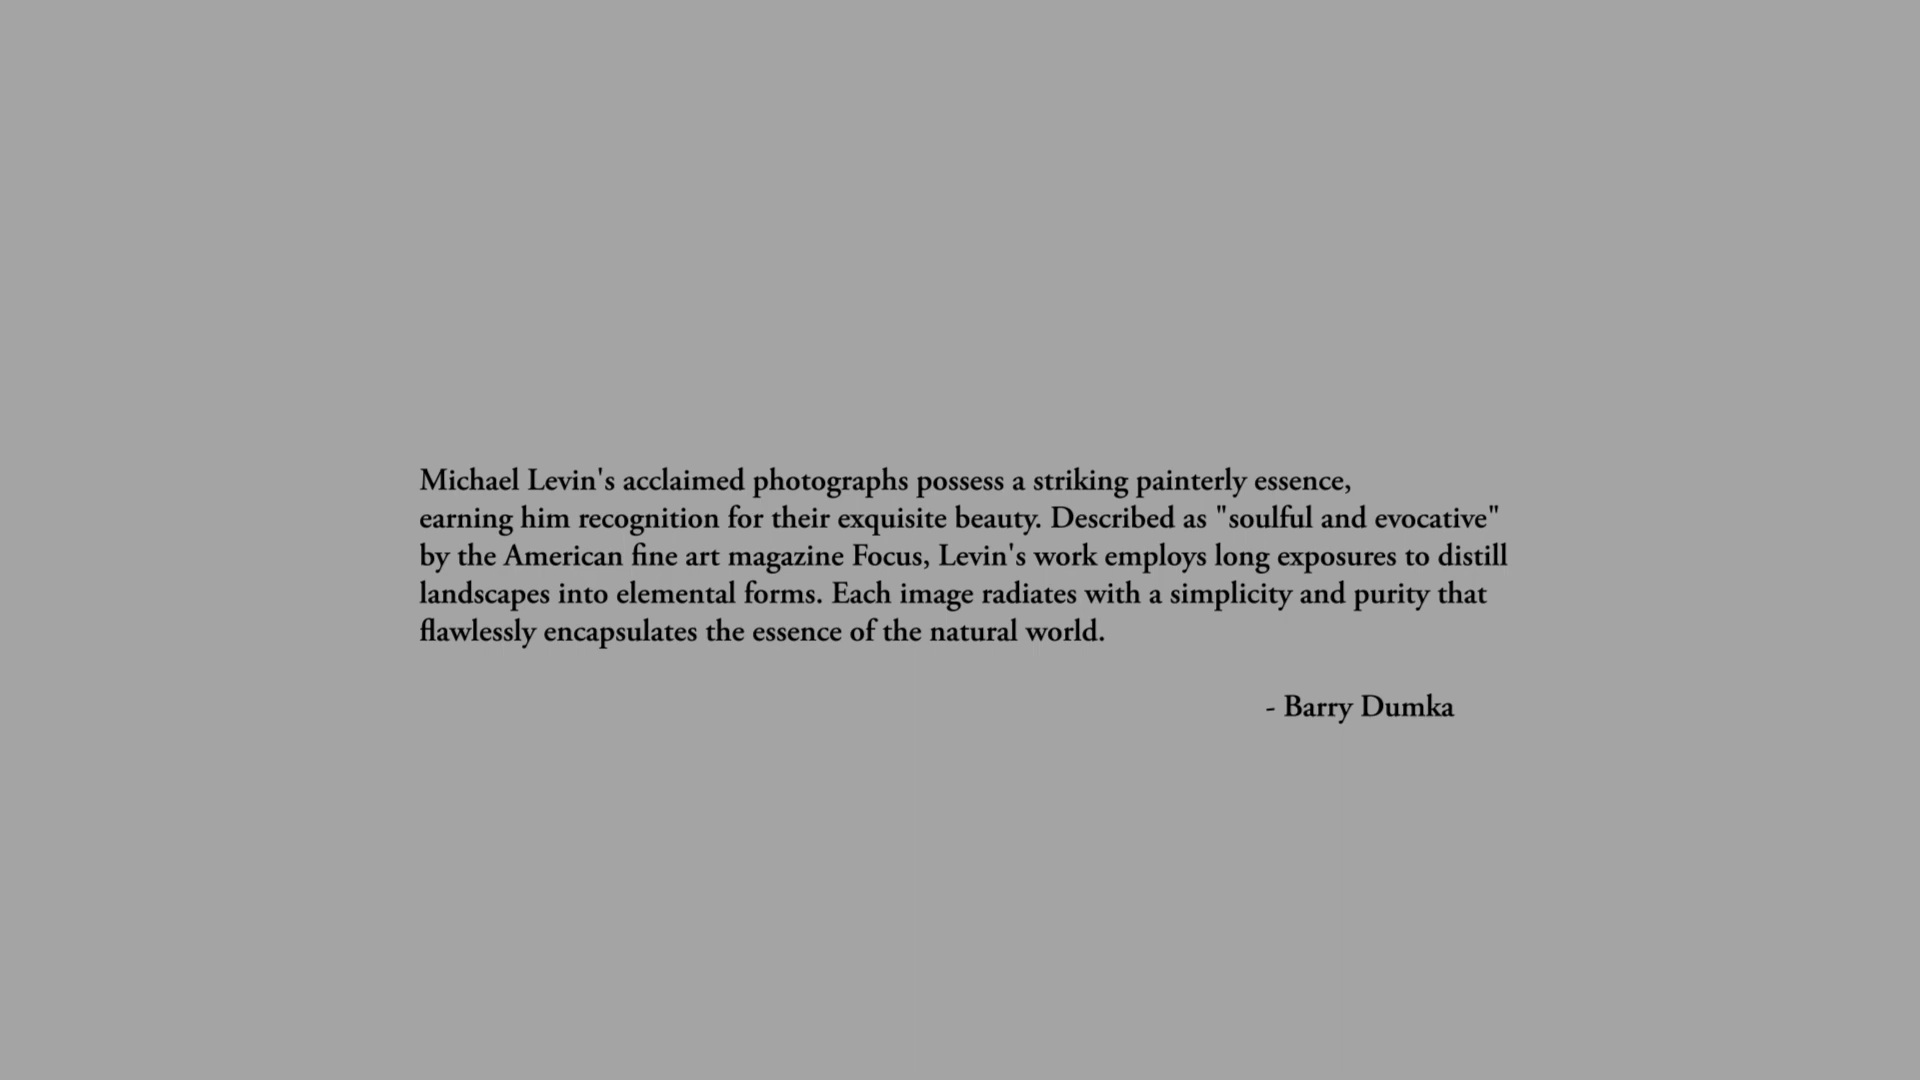 Michael Levin's acclaimed photographs possess a striking painterly essence,
earning him recognition for their exquisite beauty. Described as "soulful and evocative"
by the American fine art magazine Focus, Levin's work employs long exposures to distill
landscapes into elemental forms. Each image radiates with a simplicity and purity that
flawlessly encapsulates the essence of the natural world.
- Barry Dumka